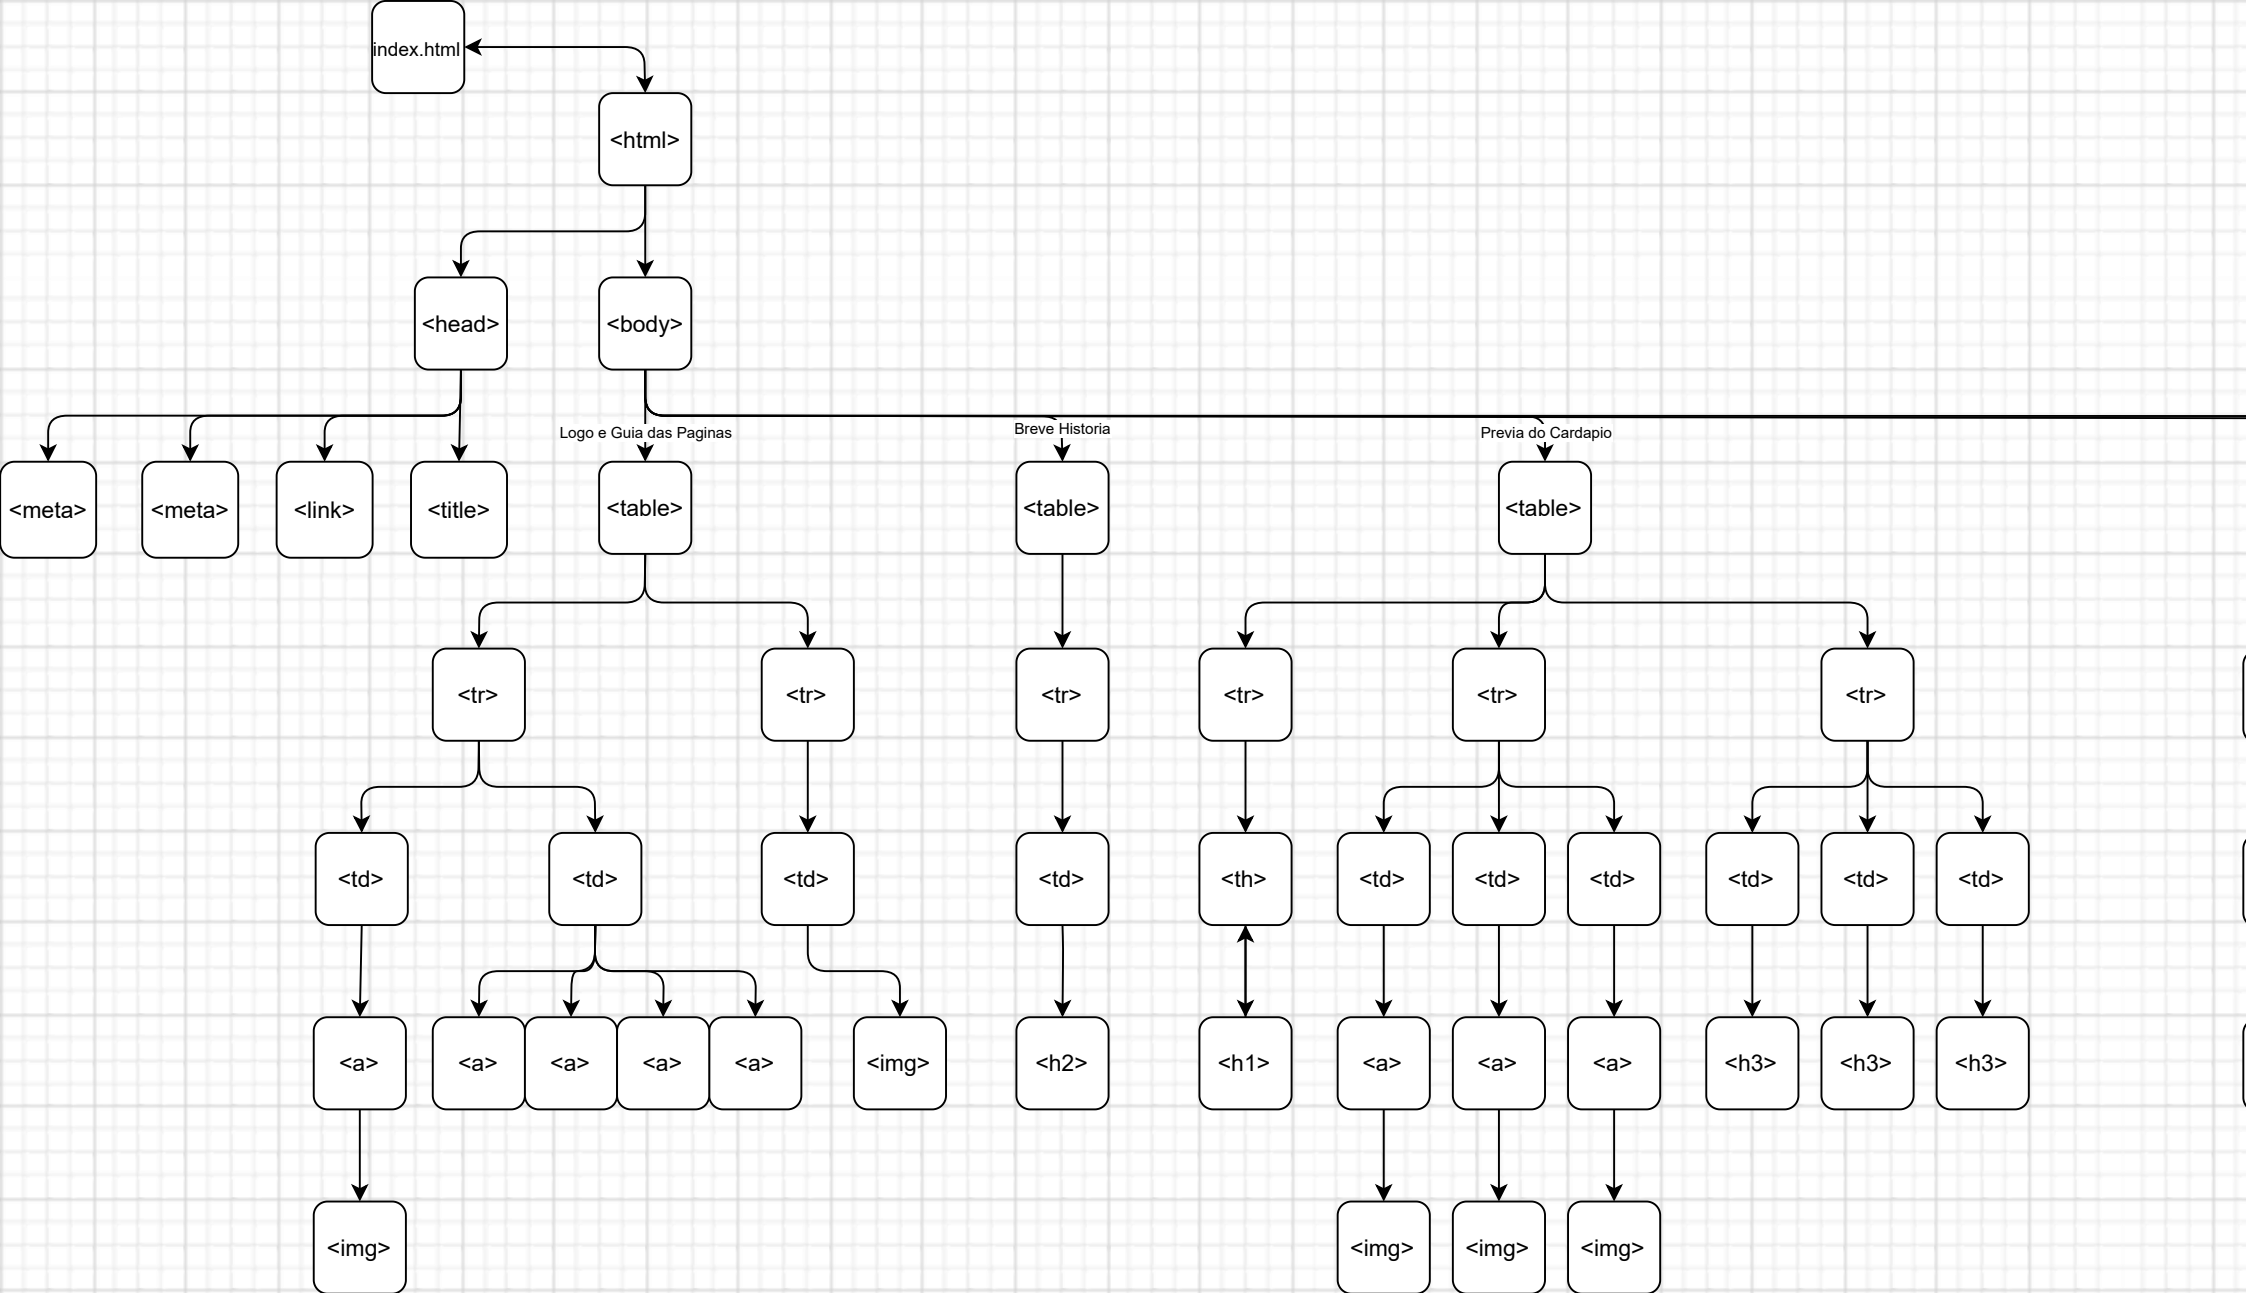 index.html
<html>
<head>
<body>
Logo e Guia das Paginas
Breve Historia
Previa do Cardapio
<meta>
<meta>
<link>
<title>
<table>
<table>
<table>
<tr>
<tr>
<tr>
<tr>
<tr>
<tr>
<td>
<td>
<td>
<td>
<th>
<td>
<td>
<td>
<td>
<td>
<td>
<a>
<a>
<a>
<a>
<a>
<img>
<h2>
<h1>
<a>
<a>
<a>
<h3>
<h3>
<h3>
<img>
<img>
<img>
<img>